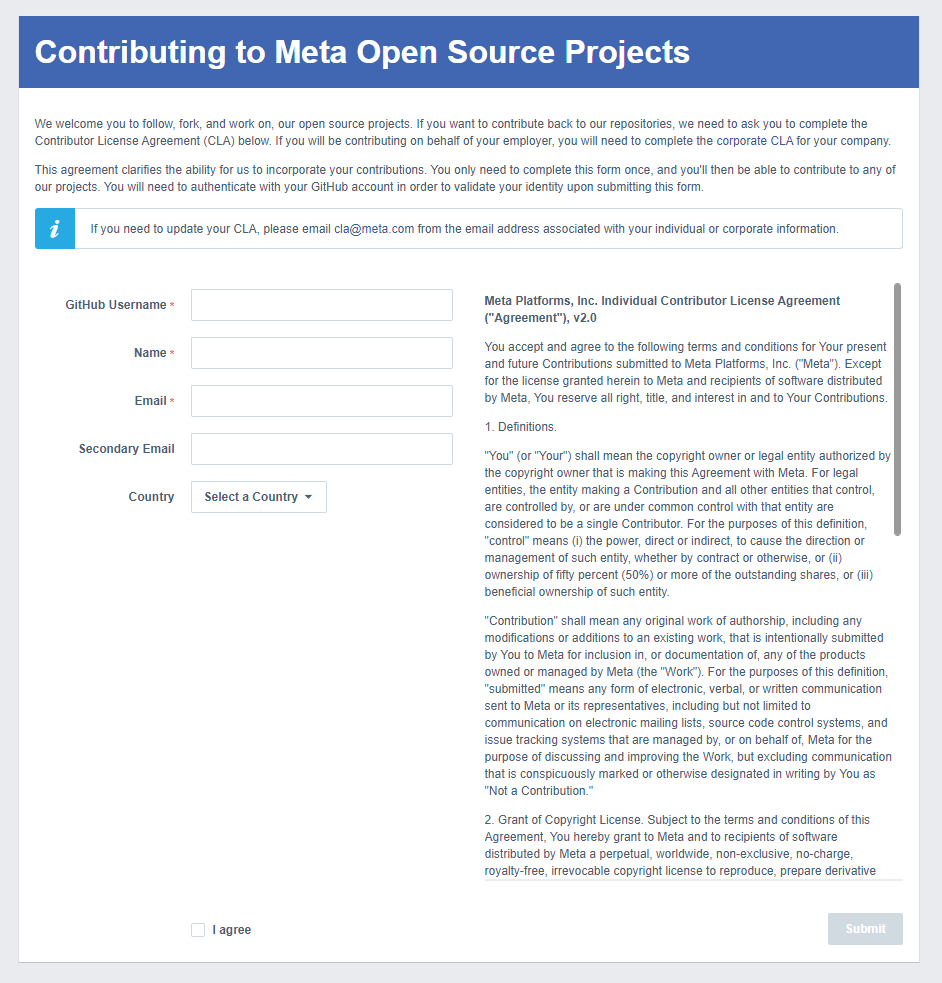 Contributing to Meta Open Source Projects
We welcome you to follow, fork, and work on, our open source projects. If you want to contribute back to our repositories, we need to ask you to complete the
Contributor License Agreement (CLA) below. If you will be contributing on behalf of your employer, you will need to complete the corporate CLA for your company.
This agreement clarifies the ability for us to incorporate your contributions. You only need to complete this form once, and you'll then be able to contribute to any of
our projects. You will need to authenticate with your GitHub account in order to validate your identity upon submitting this form.
i If you need to update your CLA, please email cla@meta.com from the email address associated with your individual or corporate information.
GitHub Username *
Name *
Email *
Secondary Email
Country Select a Country
Meta Platforms, Inc. Individual Contributor License Agreement
("Agreement"), v2.0
You accept and agree to the following terms and conditions for Your present
and future Contributions submitted to Meta Platforms, Inc. ("Meta"). Except
for the license granted herein to Meta and recipients of software distributed
by Meta, You reserve all right, title, and interest in and to Your Contributions.
1. Definitions.
"You" (or "Your") shall mean the copyright owner or legal entity authorized by
the copyright owner that is making this Agreement with Meta. For legal
entities, the entity making a Contribution and all other entities that control,
are controlled by, or are under common control with that entity are
considered to be a single Contributor. For the purposes of this definition,
"control" means (i) the power, direct or indirect, to cause the direction or
management of such entity, whether by contract or otherwise, or (ii)
ownership of fifty percent (50%) or more of the outstanding shares, or (iii)
beneficial ownership of such entity.
"Contribution" shall mean any original work of authorship, including any
modifications or additions to an existing work, that is intentionally submitted
by You to Meta for inclusion in, or documentation of, any of the products
owned or managed by Meta (the "Work"). For the purposes of this definition,
"submitted" means any form of electronic, verbal, or written communication
sent to Meta or its representatives, including but not limited to
communication on electronic mailing lists, source code control systems, and
issue tracking systems that are managed by, or on behalf of, Meta for the
purpose of discussing and improving the Work, but excluding communication
that is conspicuously marked or otherwise designated in writing by You as
"Not a Contribution."
2. Grant of Copyright License. Subject to the terms and conditions of this
Agreement, You hereby grant to Meta and to recipients of software
distributed by Meta a perpetual, worldwide, non-exclusive, no-charge,
royalty-free, irrevocable copyright license to reproduce, prepare derivative
I agree
Submit